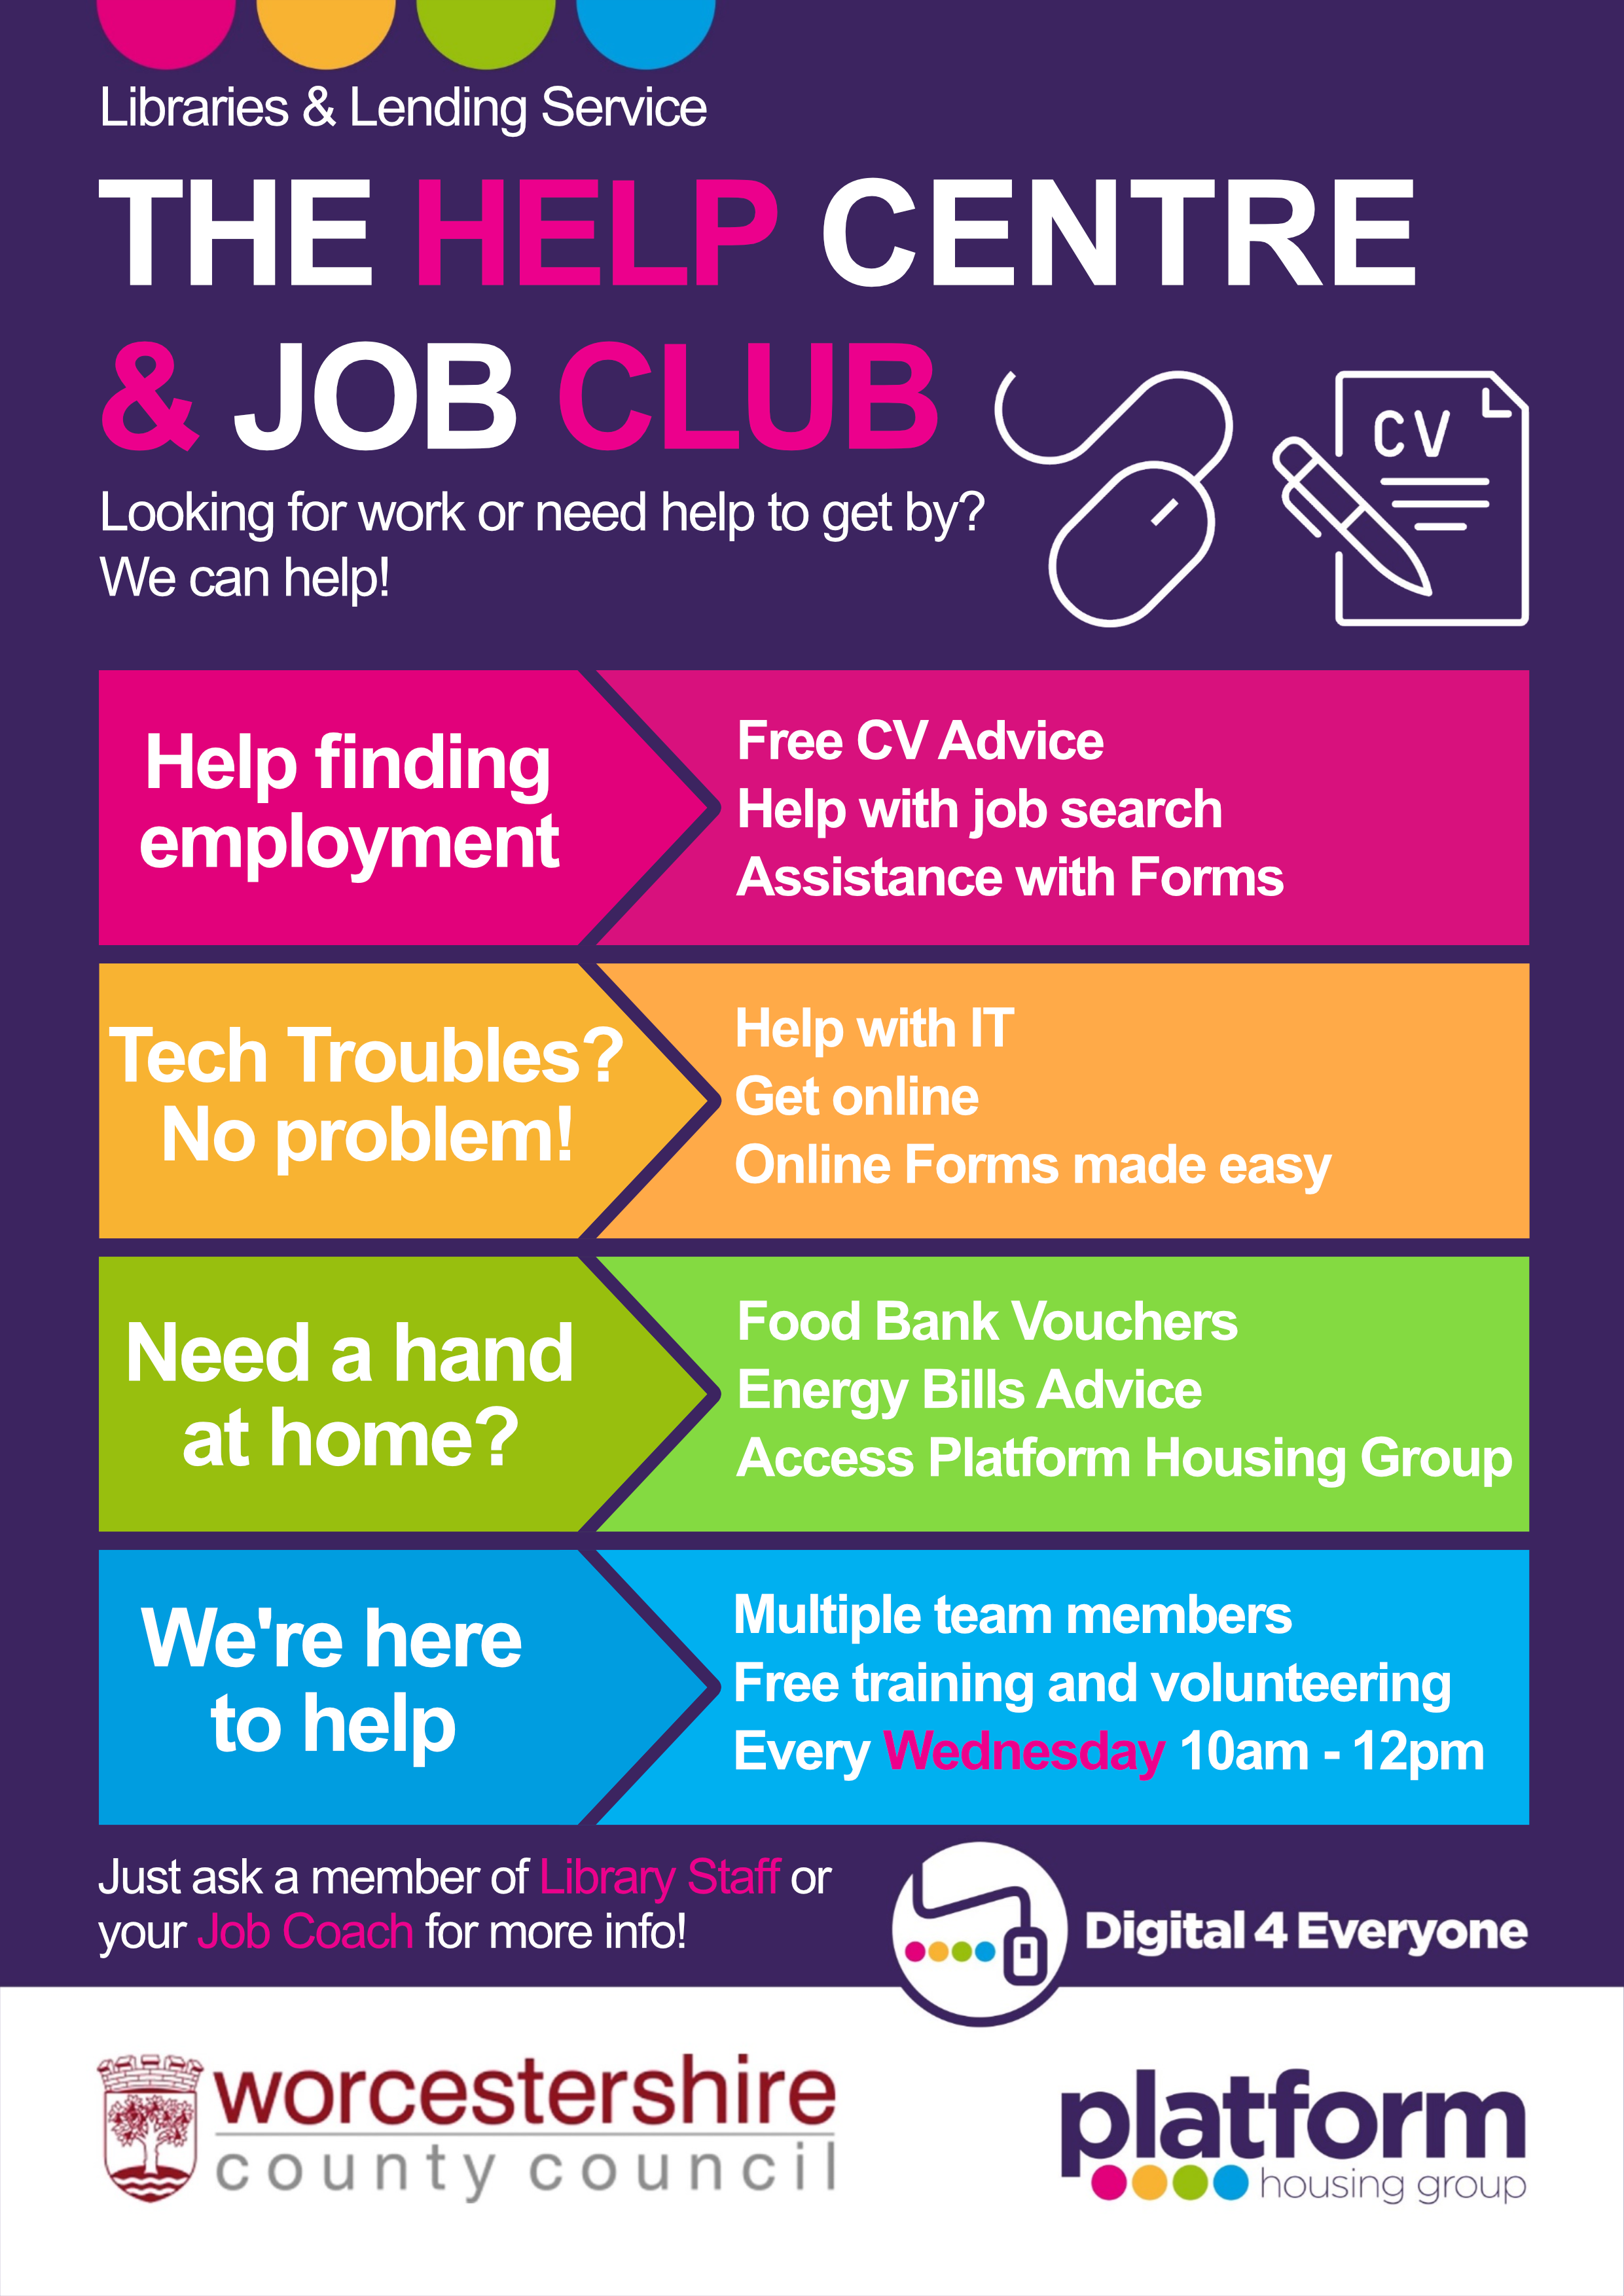 Libraries & Lending Service
THE HELP CENTRE
& JOB CLUB
Looking for work or need help to get by?
We can help!
CV
Help finding
employment
Free CV Advice
Help with job search
Assistance with Forms
Tech Troubles?
No problem!
Help with IT
Get online
Online Forms made easy
Need a hand
at home?
Food Bank Vouchers
Energy Bills Advice
Access Platform Housing Group
We're here
to help
Multiple team members
Free training and volunteering
Every Wednesday 10am - 12pm
Just ask a member of Library Staff or
your Job Coach for more info!
Digital 4 Everyone
worcestershire
county council
platform
housing group